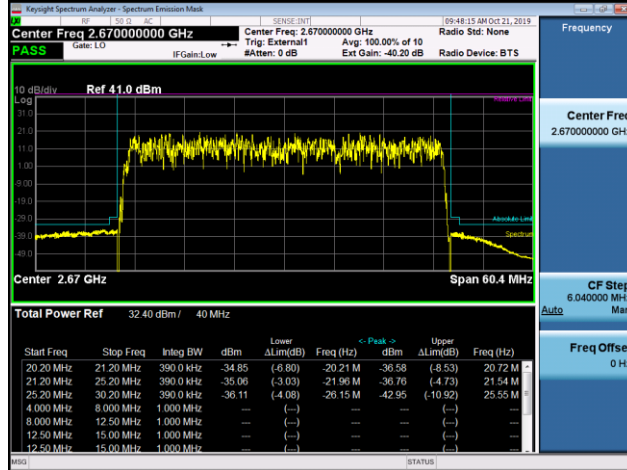 Keysight Spectrum Analyzer - Spectrum Emission Mask
RF 50 Ω AC SENSE:INT 09:48:15 AM Oct 21, 2019
Center Freq 2.670000000 GHz
Center Freq: 2.670000000 GHz
Radio Std: None
PASS
Gate: LO
Trig: External1
Avg: 100.00% of 10
IFGain:Low
#Atten: 0 dB
Ext Gain: -40.20 dB
Radio Device: BTS
10 dB/div Ref 41.0 dBm
Log
31.0
21.0
11.0
1.00
-9.00
-19.0
-29.0
-39.0
-49.0
Absolute Limit
Spectrum
Center 2.67 GHz Span 60.4 MHz
Total Power Ref 32.40 dBm / 40 MHz
Lower <- Peak -> Upper
Start Freq Stop Freq Integ BW dBm ΔLim(dB) Freq (Hz) dBm ΔLim(dB) Freq (Hz)
20.20 MHz 21.20 MHz 390.0 kHz -34.85 (-6.80) -20.21 M -36.58 (-8.53) 20.72 M
21.20 MHz 25.20 MHz 390.0 kHz -35.06 (-3.03) -21.96 M -36.76 (-4.73) 21.54 M
25.20 MHz 30.20 MHz 390.0 kHz -36.11 (-4.08) -26.15 M -42.95 (-10.92) 25.55 M
4.000 MHz 8.000 MHz 1.000 MHz --- (---) --- --- (---) ---
8.000 MHz 12.50 MHz 1.000 MHz --- (---) --- --- (---) ---
12.50 MHz 15.00 MHz 1.000 MHz --- (---) --- --- (---) ---
12.50 MHz 15.00 MHz 1.000 MHz --- (---) --- --- (---) ---
MSG STATUS
Frequency
Center Freq
2.670000000 GHz
CF Step
6.040000 MHz
Auto Man
Freq Offse
0 Hz